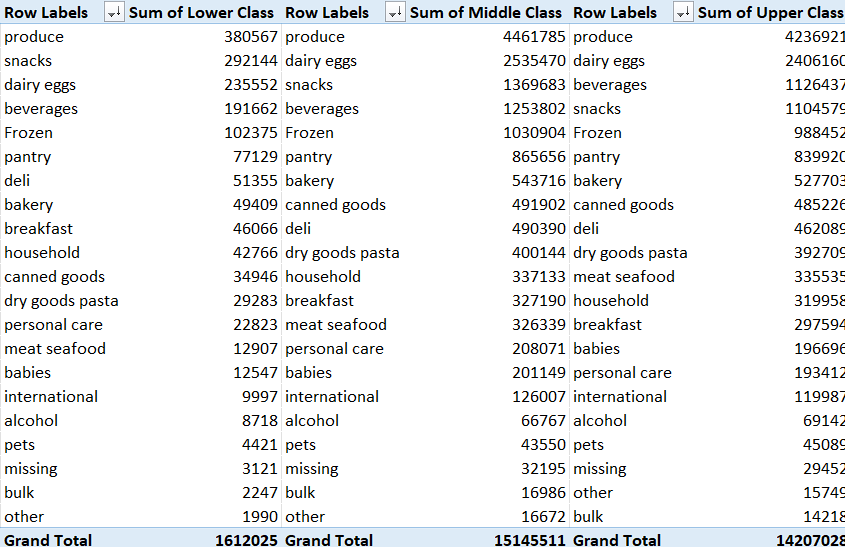 Row Labels Sum of Lower Class Row Labels Sum of Middle Class Row Labels Sum of Upper Class
produce 380567 produce 4461785 produce 4236921
snacks 292144 dairy eggs 2535470 dairy eggs 2406160
dairy eggs 235552 snacks 1369683 beverages 1126437
beverages 191662 beverages 1253802 snacks 1104579
Frozen 102375 Frozen 1030904 Frozen 988452
pantry 77129 pantry 865656 pantry 839920
deli 51355 bakery 543716 bakery 527703
bakery 49409 canned goods 491902 canned goods 485226
breakfast 46066 deli 490390 deli 462089
household 42766 dry goods pasta 400144 dry goods pasta 392709
canned goods 34946 household 337133 meat seafood 335535
dry goods pasta 29283 breakfast 327190 household 319958
personal care 22823 meat seafood 326339 breakfast 297594
meat seafood 12907 personal care 208071 babies 196696
babies 12547 babies 201149 personal care 193412
international 9997 international 126007 international 119987
alcohol 8718 alcohol 66767 alcohol 69142
pets 4421 pets 43550 pets 45089
missing 3121 missing 32195 missing 29452
bulk 2247 bulk 16986 other 15749
other 1990 other 16672 bulk 14218
Grand Total 1612025 Grand Total 15145511 Grand Total 14207028